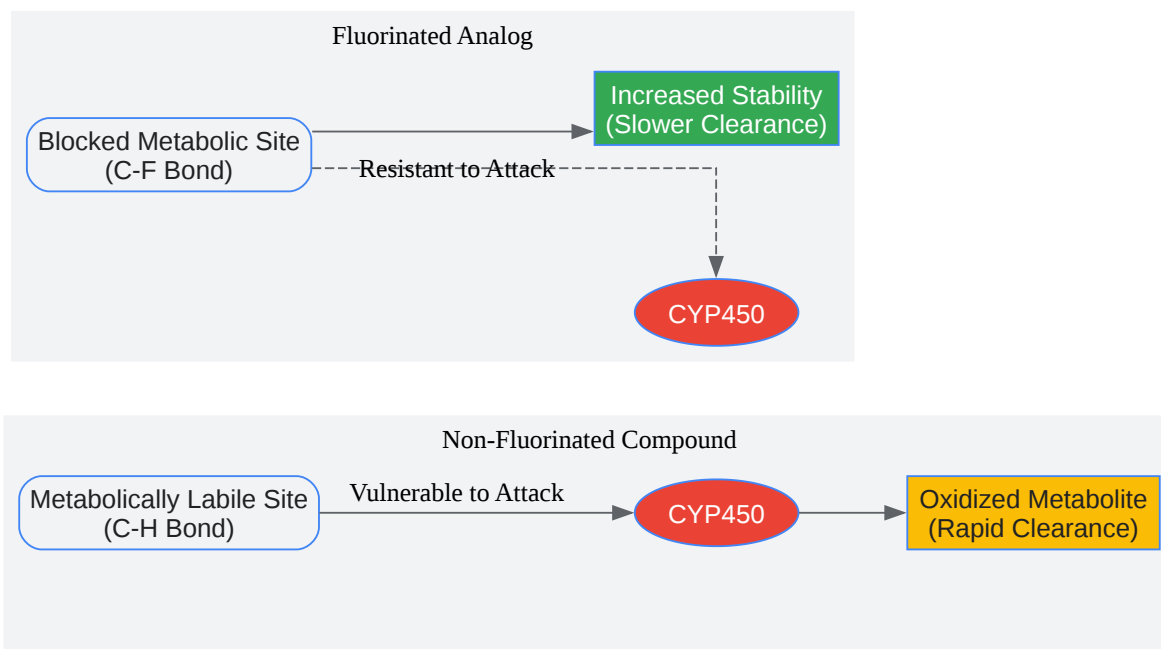 Fluorinated Analog
Increased Stability
(Slower Clearance)
Blocked Metabolic Site
(C-F Bond)
Resistant to Attack
CYP450
Non-Fluorinated Compound
Metabolically Labile Site
(C-H Bond)
Vulnerable to Attack
CYP450
Oxidized Metabolite
(Rapid Clearance)